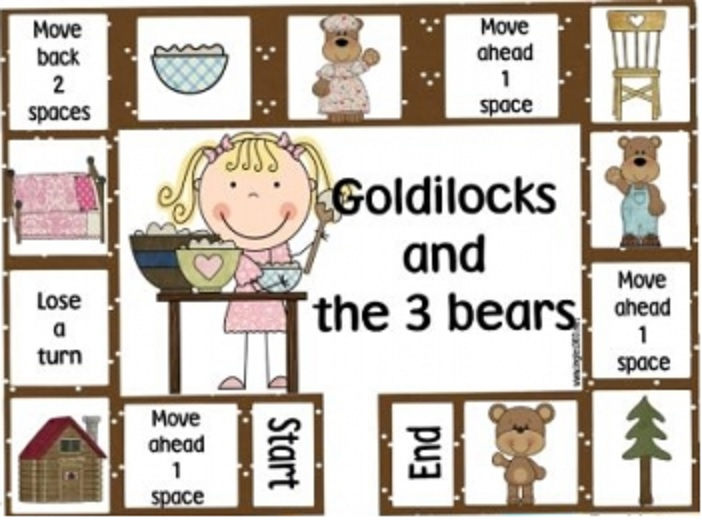 Move
back
2
spaces
Move
ahead
1
space
Goldilocks
and
the 3 bears
Lose
a
turn
Move
ahead
1
space
Move
ahead
1
space
Start
End